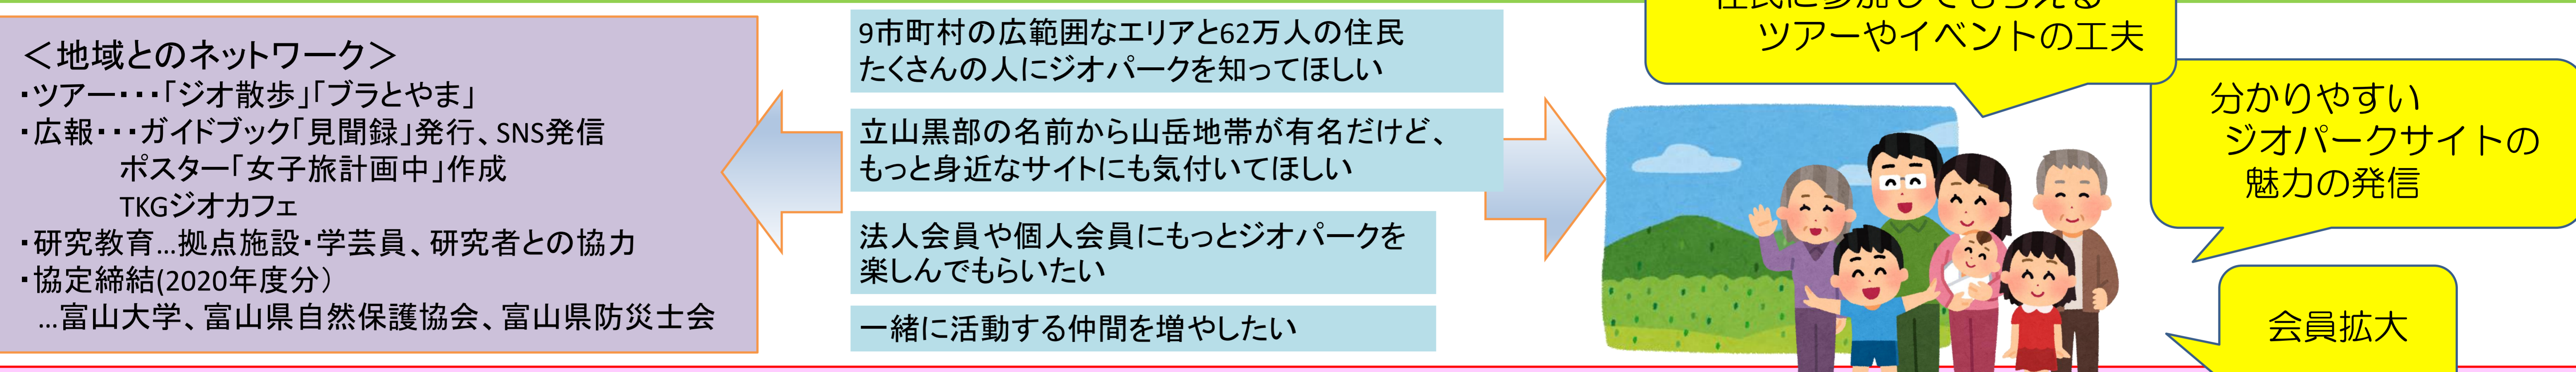 ＜地域とのネットワーク＞
・ツアー・・・「ジオ散歩」「ブラとやま」
・広報・・・ガイドブック「見聞録」発行、SNS発信
ポスター「女子旅計画中」作成
TKGジオカフェ
・研究教育…拠点施設・学芸員、研究者との協力
・協定締結(2020年度分）
…富山大学、富山県自然保護協会、富山県防災士会
9市町村の広範囲なエリアと62万人の住民
たくさんの人にジオパークを知ってほしい
立山黒部の名前から山岳地帯が有名だけど、
もっと身近なサイトにも気付いてほしい
法人会員や個人会員にもっとジオパークを
楽しんでもらいたい
一緒に活動する仲間を増やしたい
住民に参加してもらえる
ツアーやイベントの工夫
分かりやすい
ジオパークサイトの
魅力の発信
会員拡大